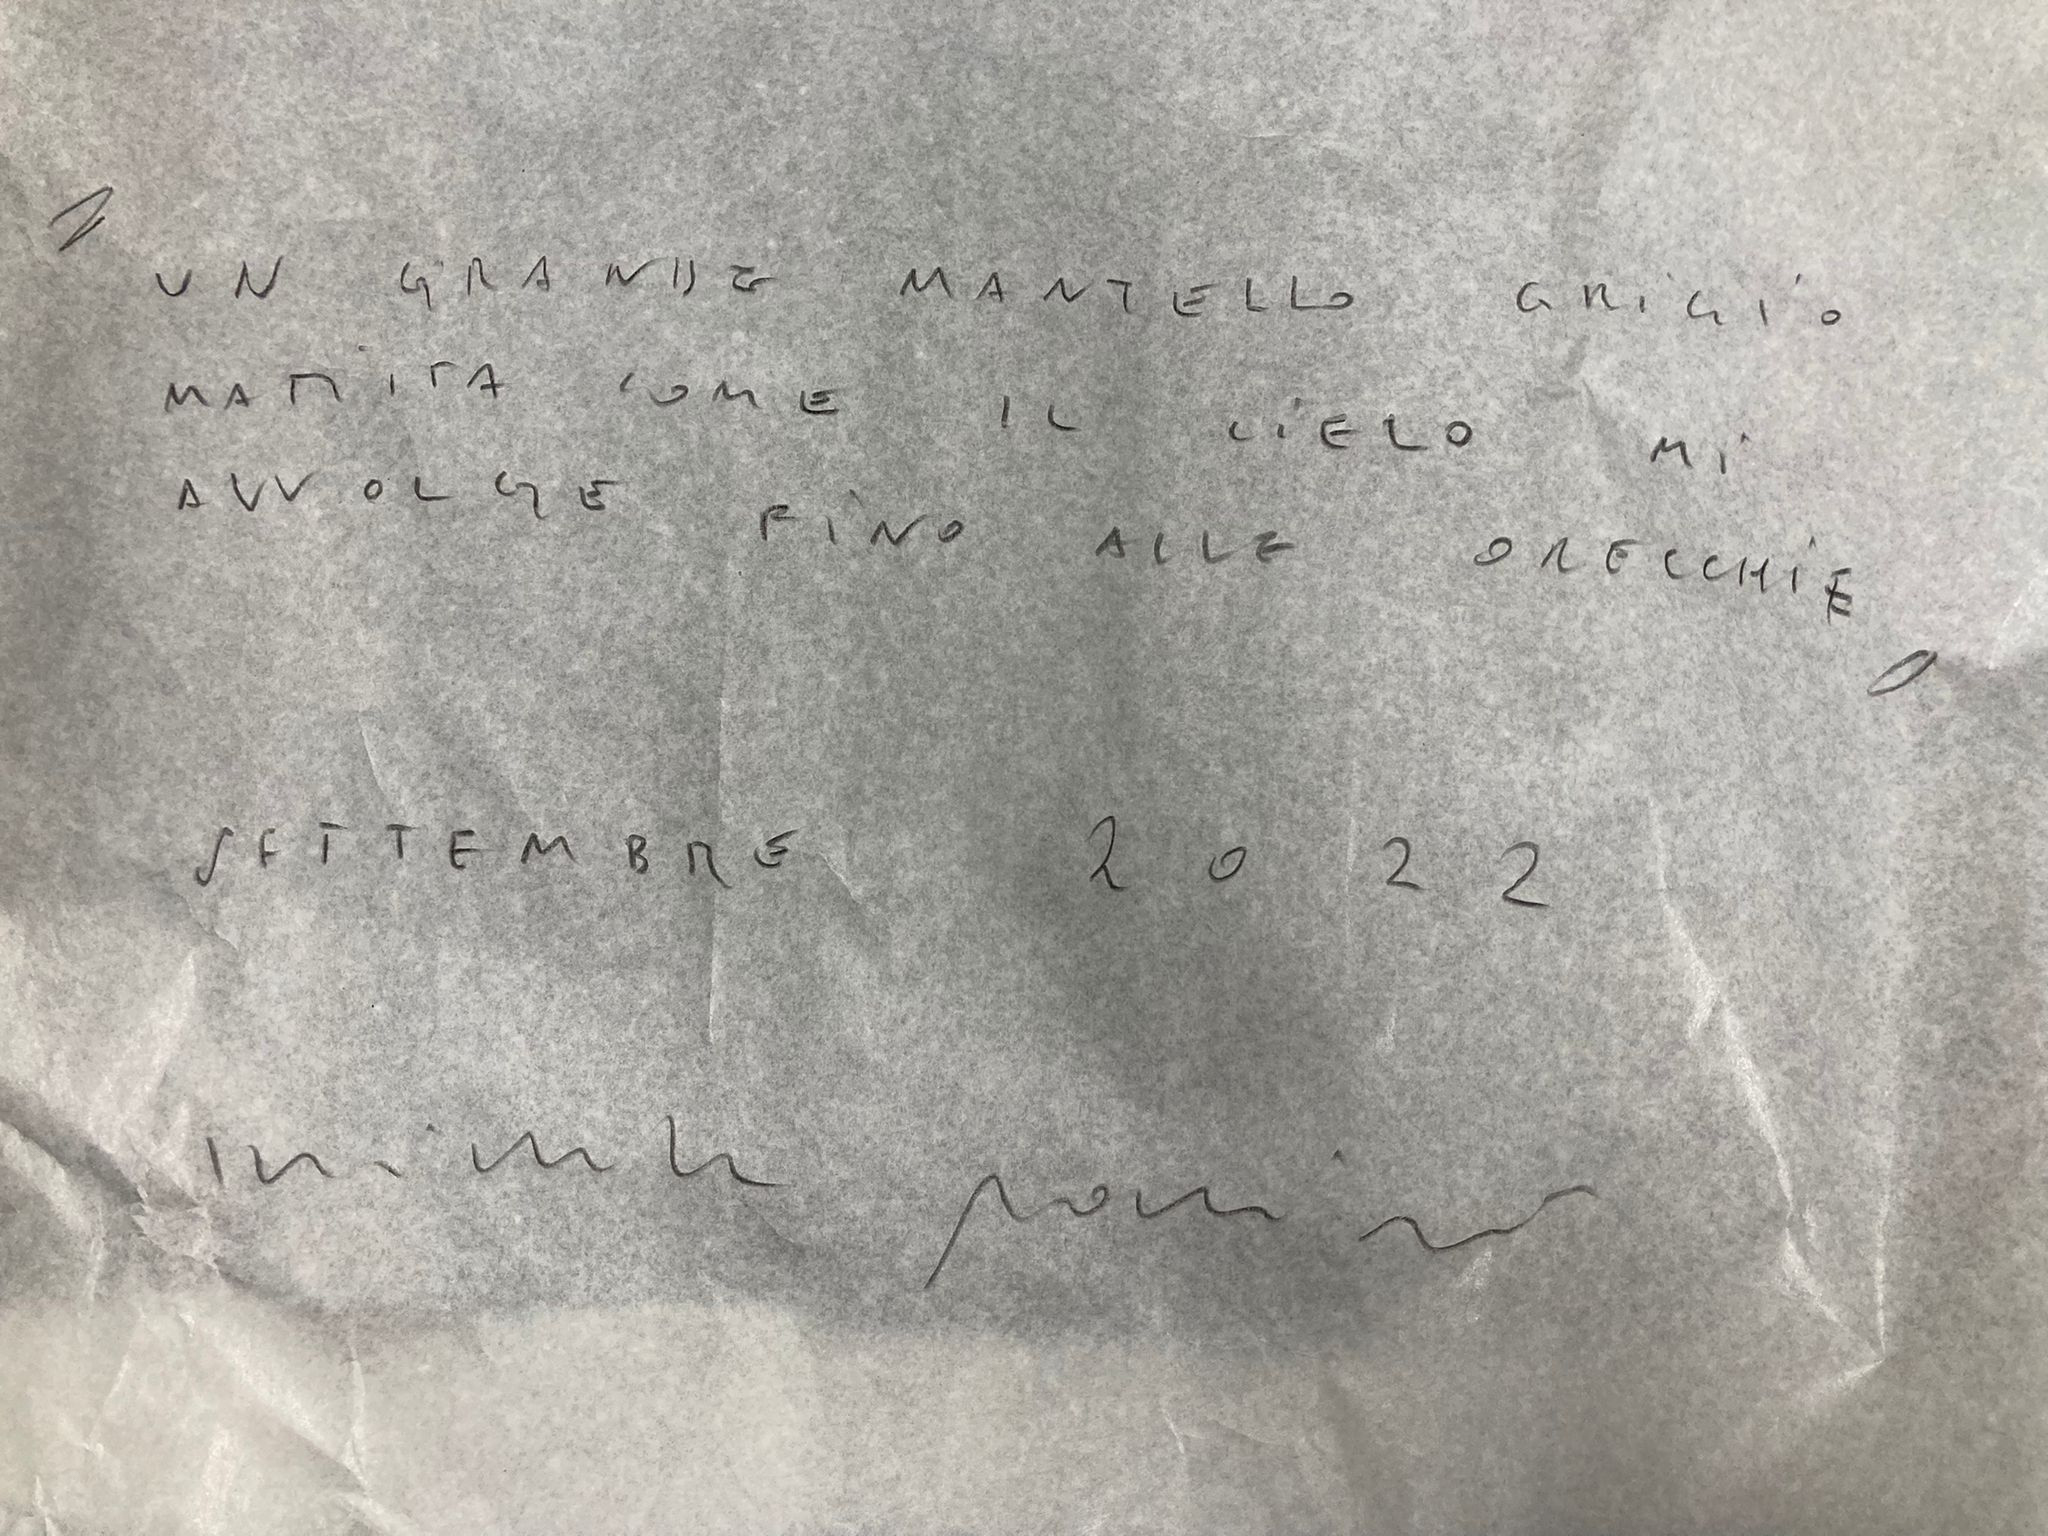 UN GRANDE MANTELLO GRIGIO
MATITA COME IL CIELO MI
AVVOLGE FINO ALLE ORECCHIE
SETTEMBRE 2022